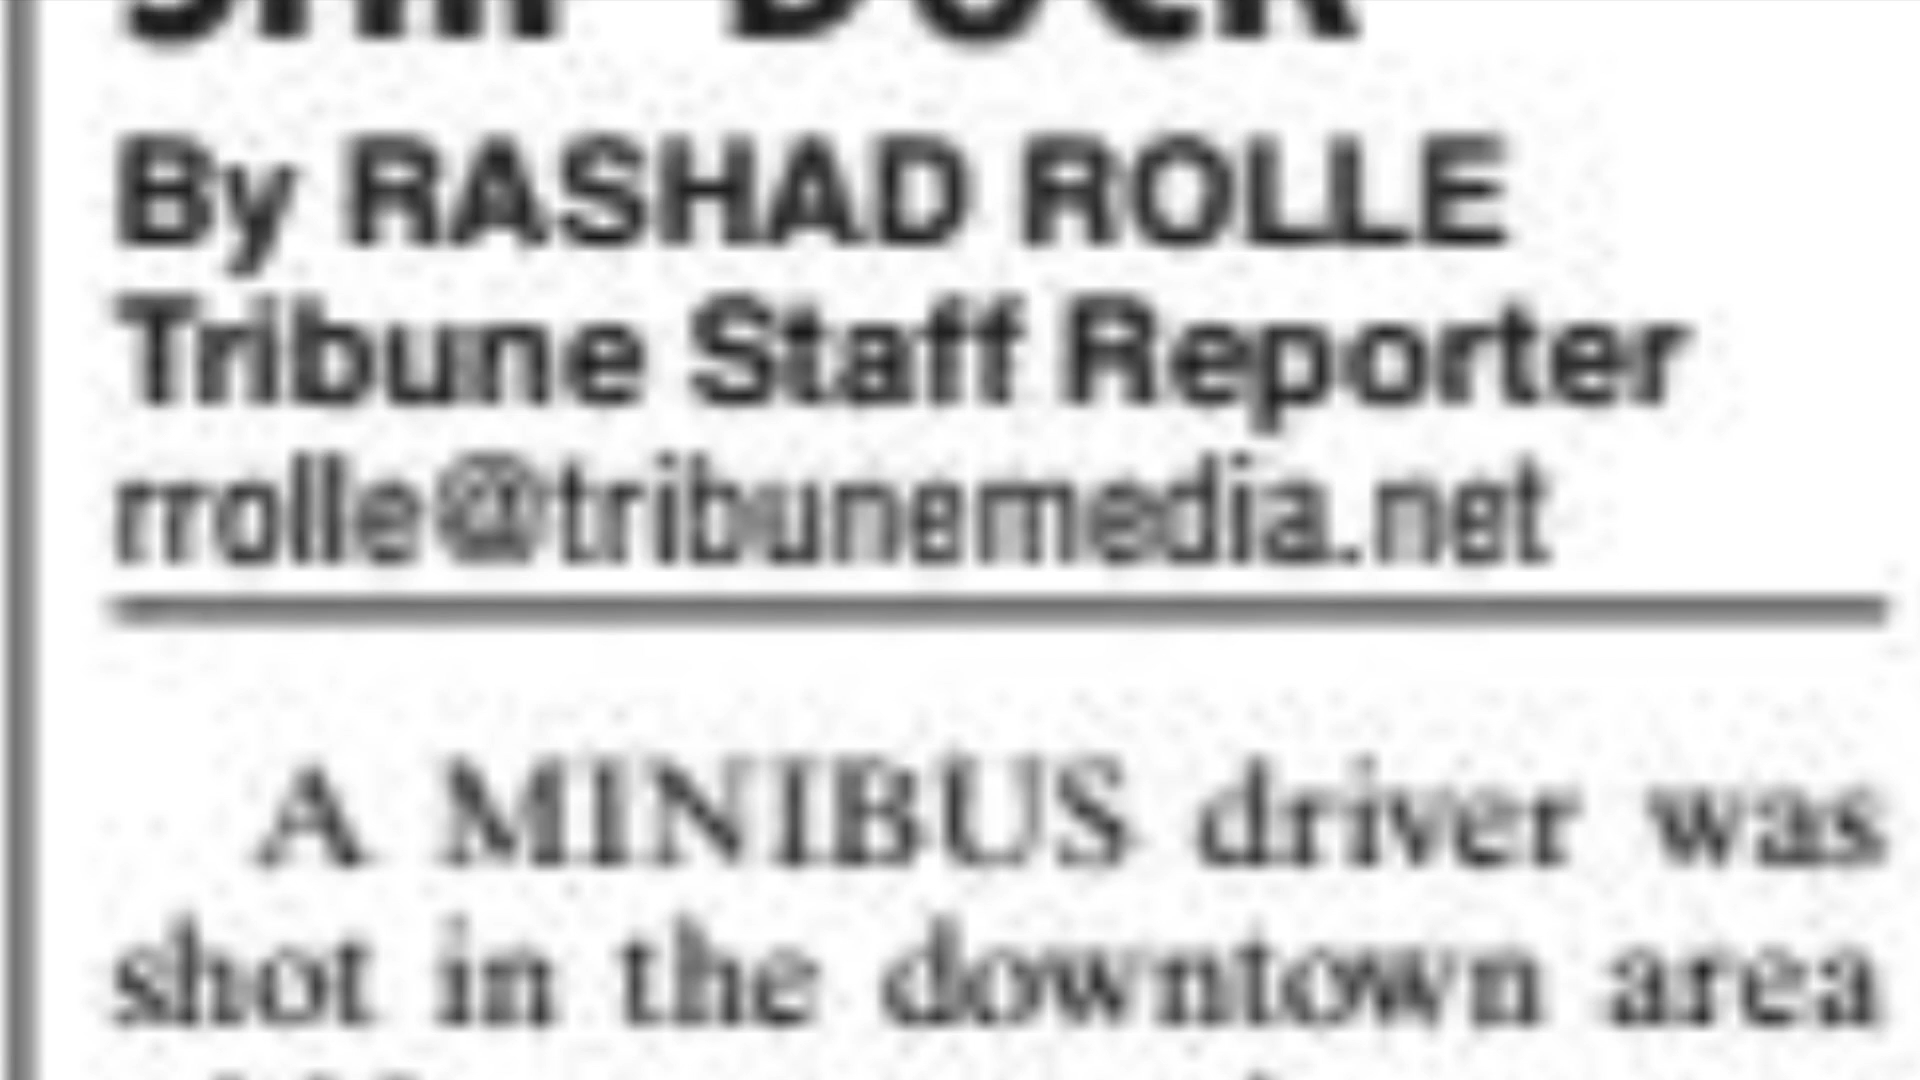 By RASHAD ROLLE
Tribune Staff Reporter
rrolle@tribunemedia.net
A MINIBUS driver was
shot in the downtown area